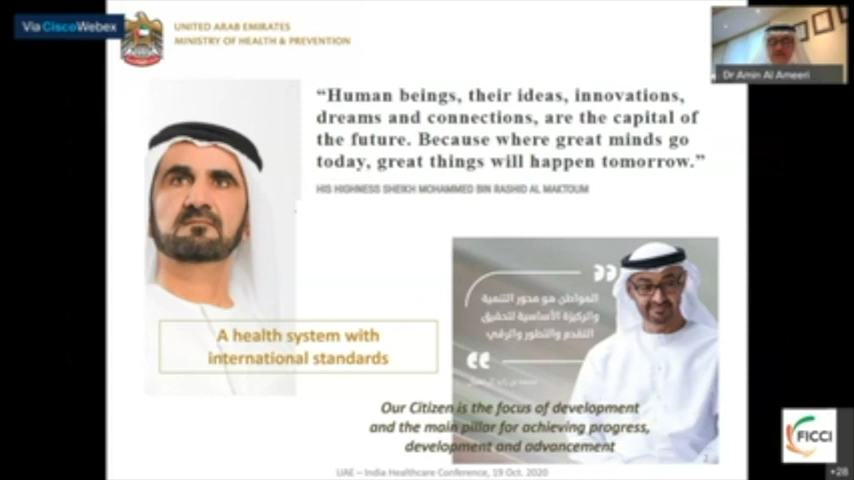 Via Cisco Webex
UNITED ARAB EMIRATES
MINISTRY OF HEALTH & PREVENTION
Dr Amin Al Ameeri
“Human beings, their ideas, innovations,
dreams and connections, are the capital of
the future. Because where great minds go
today, great things will happen tomorrow.”
HIS HIGHNESS SHEIKH MOHAMMED BIN RASHID AL MAKTOUM
المواطن هو محور التنمية
والركيزة الأساسية لتحقيق
التقدم والتطور والرقي
A health system with
international standards
Our Citizen is the focus of development
and the main pillar for achieving progress,
development and advancement
2
UAE – India Healthcare Conference, 19 Oct. 2020
FICCI
+28